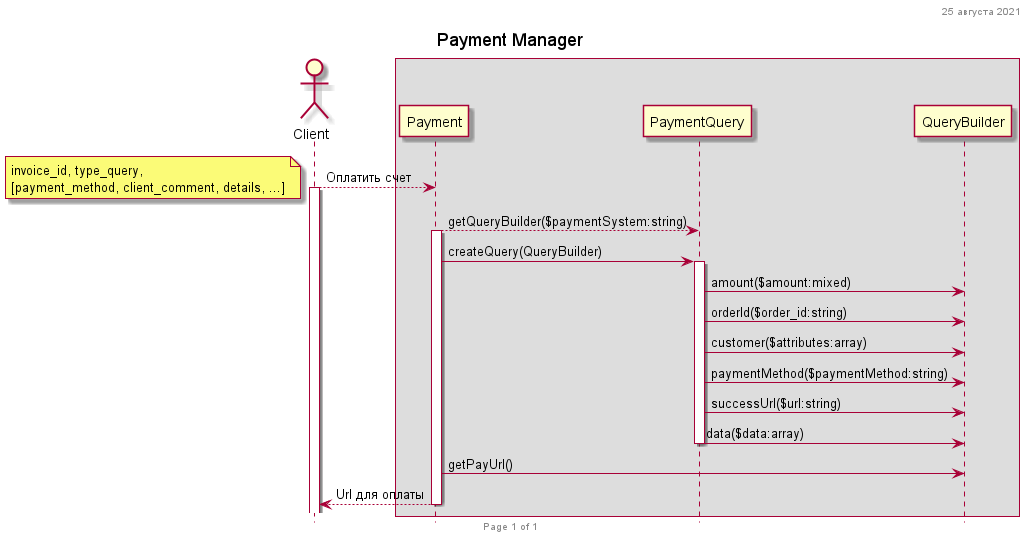 25 августа 2021
Payment Manager
Client
Payment
PaymentQuery
QueryBuilder
invoice_id, type_query,
[payment_method, client_comment, details, ...]
Оплатить счет
getQueryBuilder($paymentSystem:string)
createQuery(QueryBuilder)
amount($amount:mixed)
orderId($order_id:string)
customer($attributes:array)
paymentMethod($paymentMethod:string)
successUrl($url:string)
data($data:array)
getPayUrl()
Url для оплаты
Page 1 of 1